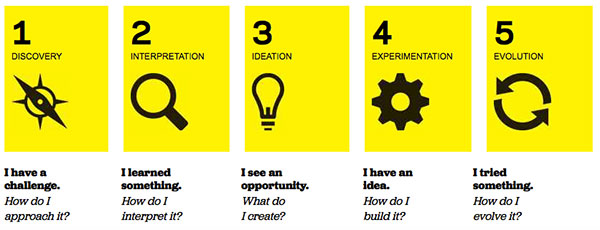 1
DISCOVERY
I have a
challenge.
How do I
approach it?
2
INTERPRETATION
I learned
something.
How do I
interpret it?
3
IDEATION
I see an
opportunity.
What do
I create?
4
EXPERIMENTATION
I have an
idea.
How do I
build it?
5
EVOLUTION
I tried
something.
How do I
evolve it?